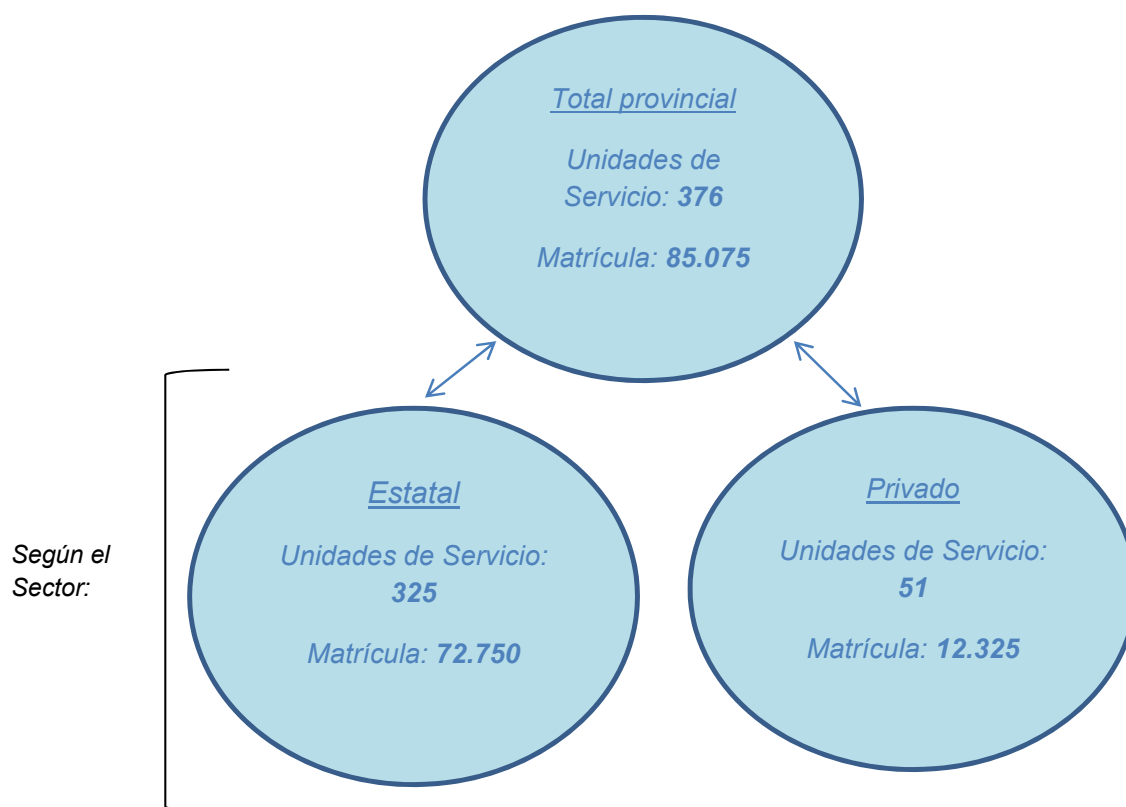 Total provincial
Unidades de
Servicio: 376
Matrícula: 85.075
Según el
Sector:
Estatal
Unidades de Servicio:
325
Matrícula: 72.750
Privado
Unidades de Servicio:
51
Matrícula: 12.325